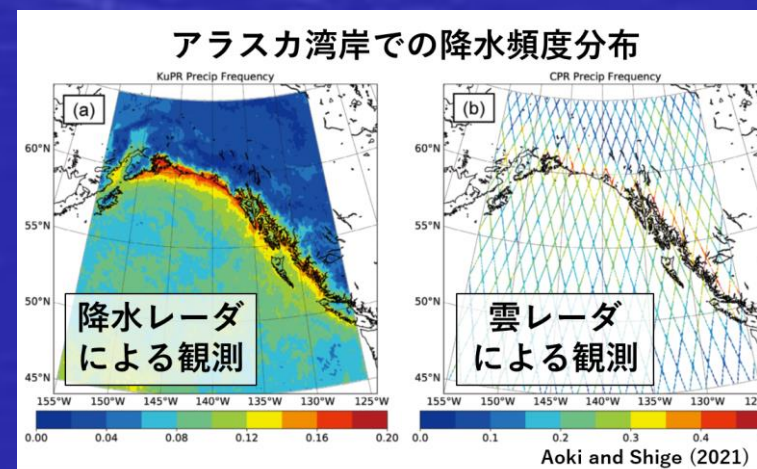 アラスカ湾岸での降水頻度分布
KuPR Precip Frequency
(a)
60°N
55°N
50°N
45°N
降水レーダ
による観測
155°W 150°W 145°W 140°W 135°W 130°W 125°W
0.00 0.04 0.08 0.12 0.16 0.20
CPR Precip Frequency
(b)
60°N
55°N
50°N
45°N
雲レーダ
による観測
155°W 150°W 145°W 140°W 135°W 130°W
0.0 0.1 0.2 0.3 0.4
Aoki and Shige (2021)